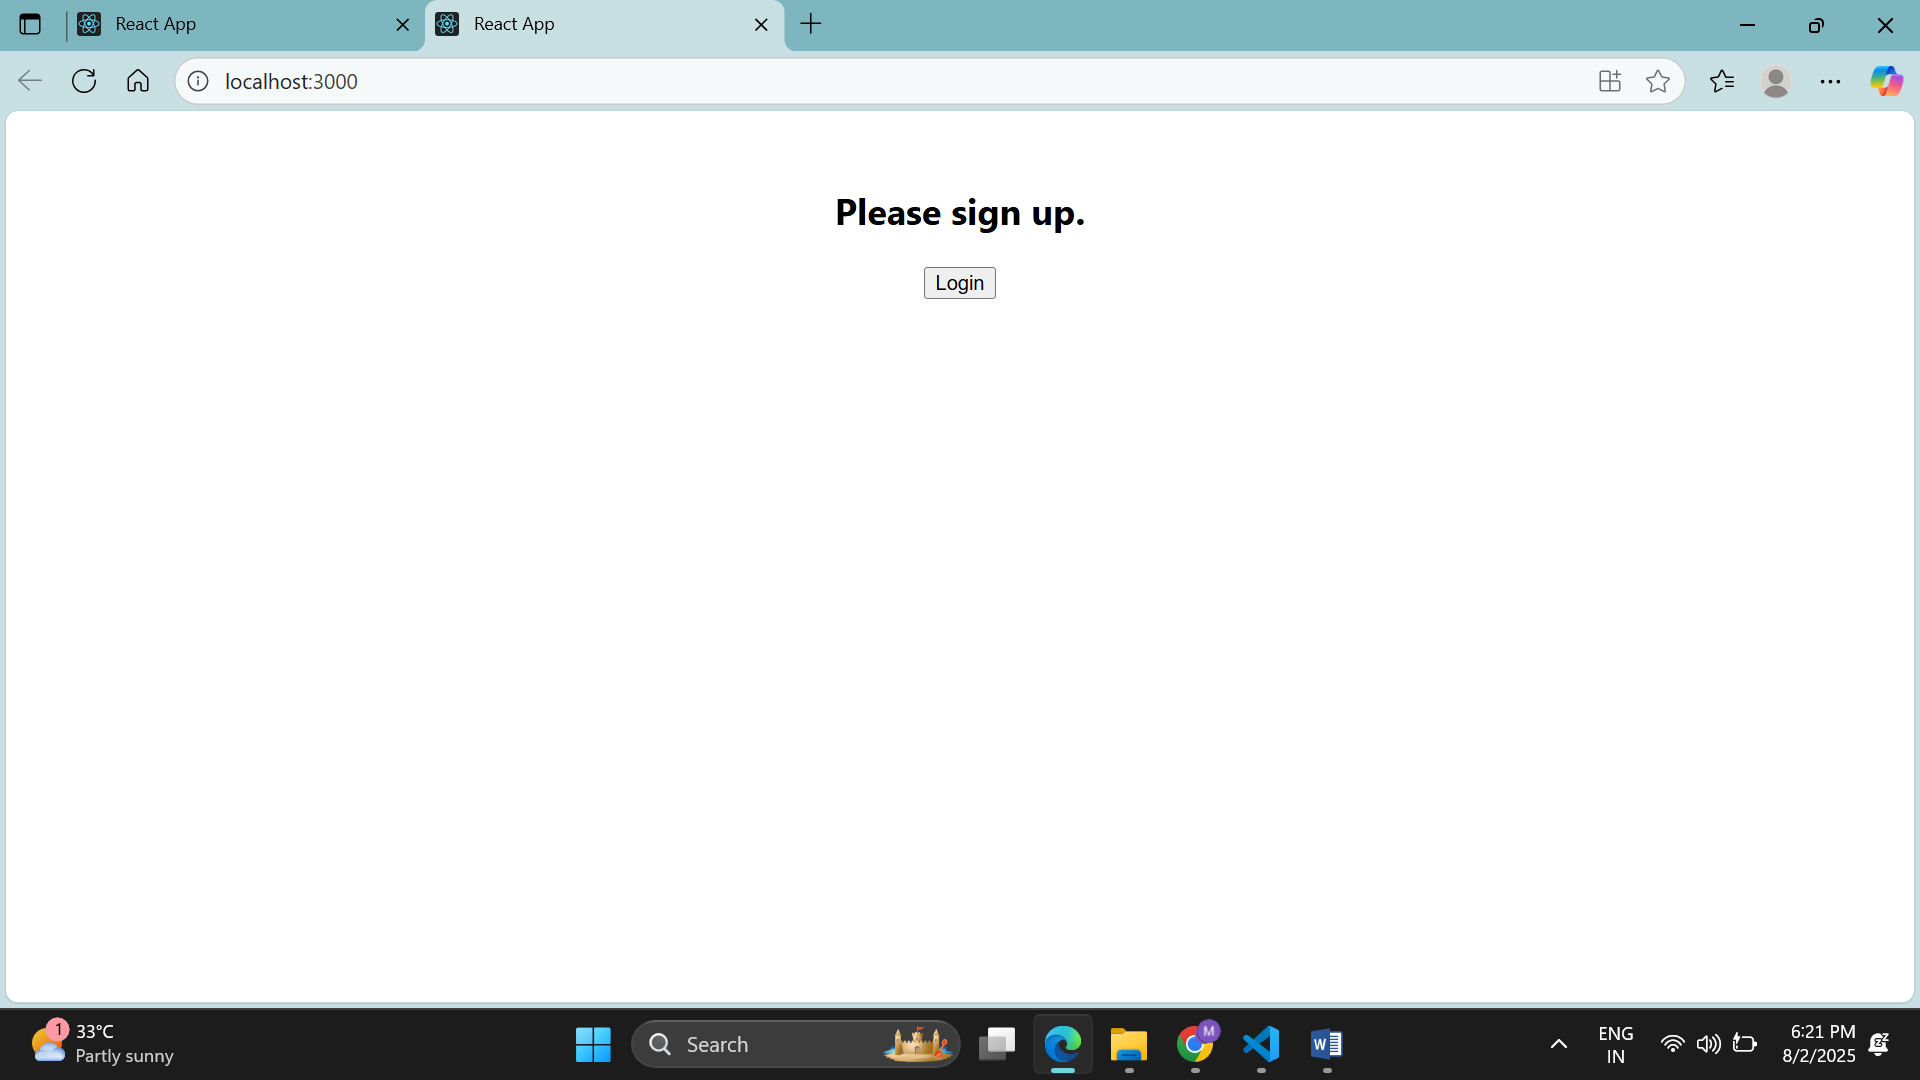 React App
React App
localhost:3000
Please sign up.
Login
1
33°C
Partly sunny
Search
M
W
ENG
IN
6:21 PM
8/2/2025